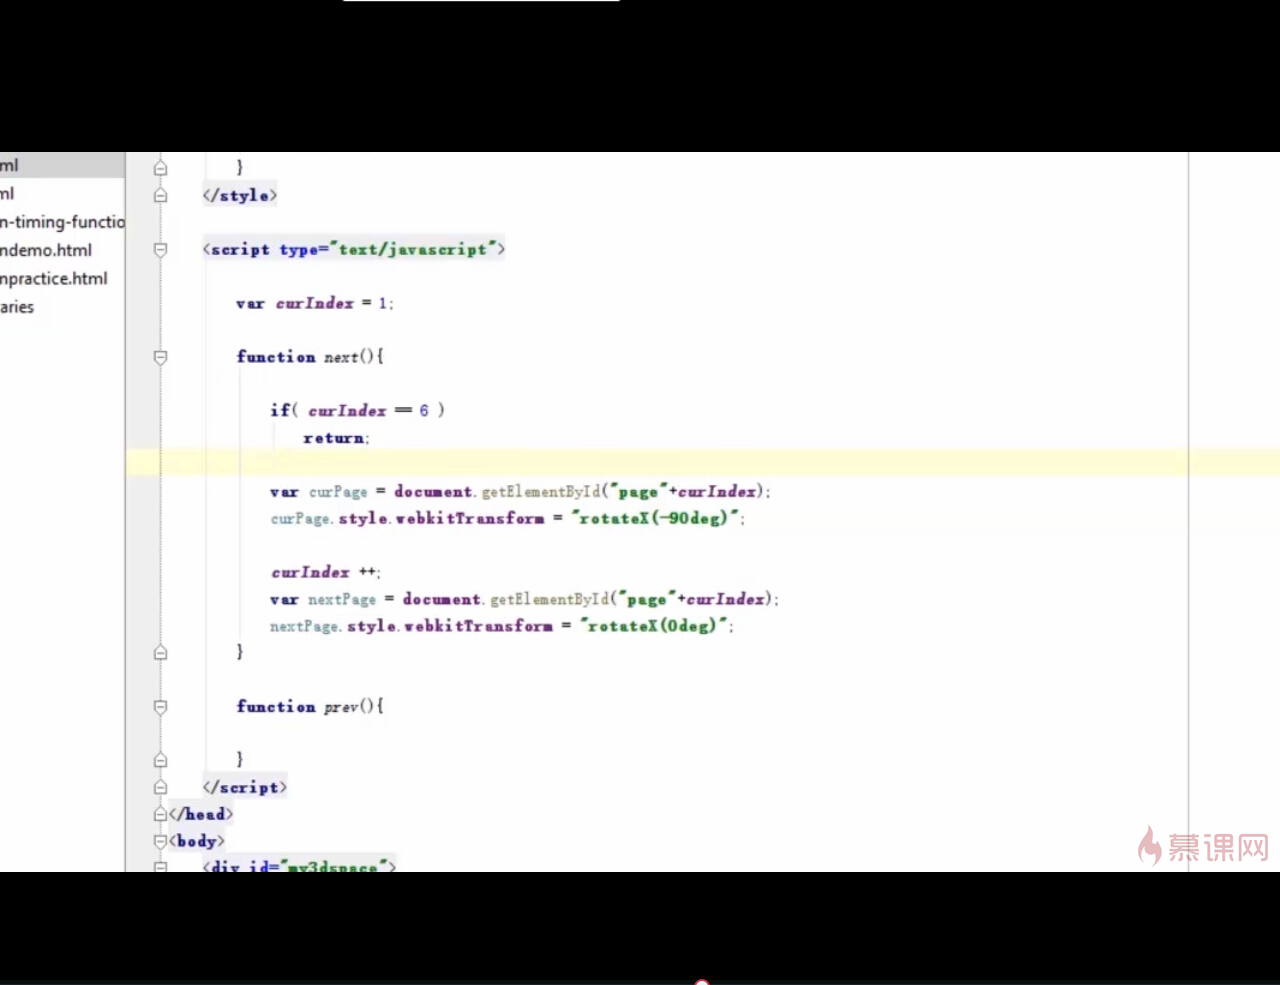 ml
ml
n-timing-functio
ndemo.html
npractice.html
aries
}
</style>
<script type="text/javascript">
var curIndex = 1;
function next(){
if( curIndex == 6 )
return;
var curPage = document.getElementById("page"+curIndex);
curPage.style.webkitTransform = "rotateX(-90deg)";
curIndex ++;
var nextPage = document.getElementById("page"+curIndex);
nextPage.style.webkitTransform = "rotateX(0deg)";
}
function prev(){
}
</script>
</head>
<body>
<div id="my3dspace">
慕课网